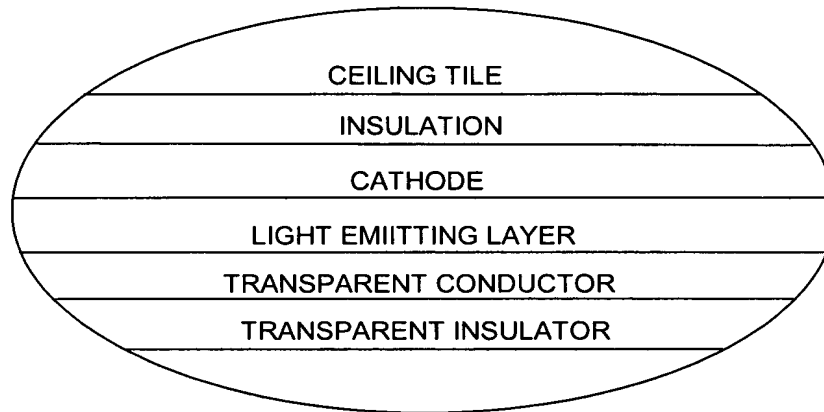 CEILING TILE
INSULATION
CATHODE
LIGHT EMIITTING LAYER
TRANSPARENT CONDUCTOR
TRANSPARENT INSULATOR